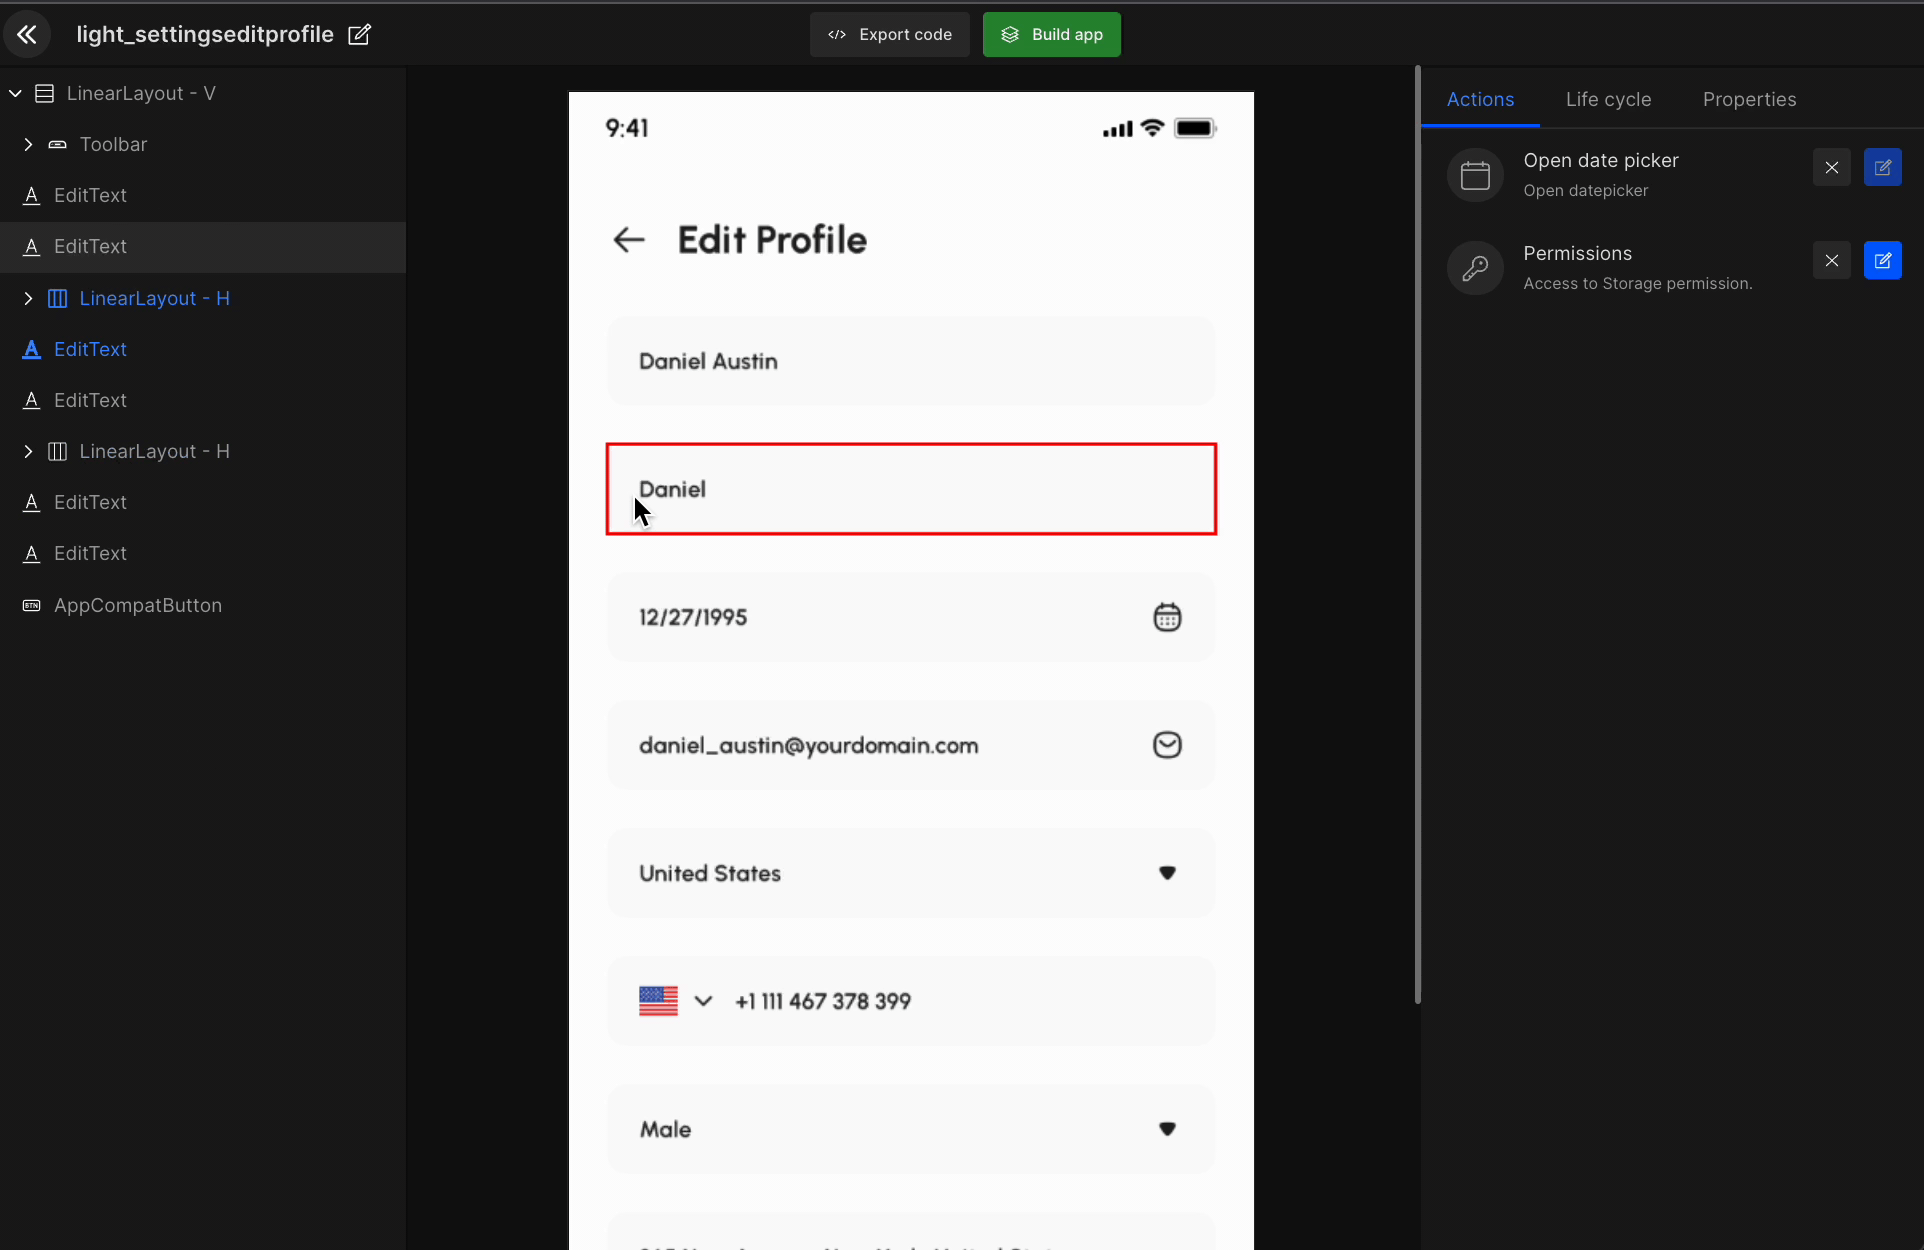 light_settingseditprofile
</> Export code
Build app
LinearLayout - V
Toolbar
EditText
EditText
LinearLayout - H
EditText
EditText
LinearLayout - H
EditText
EditText
BTN AppCompatButton
9:41
Edit Profile
Daniel Austin
Daniel
12/27/1995
daniel_austin@yourdomain.com
United States
+1 111 467 378 399
Male
Actions Life cycle Properties
Open date picker
Open datepicker
Permissions
Access to Storage permission.